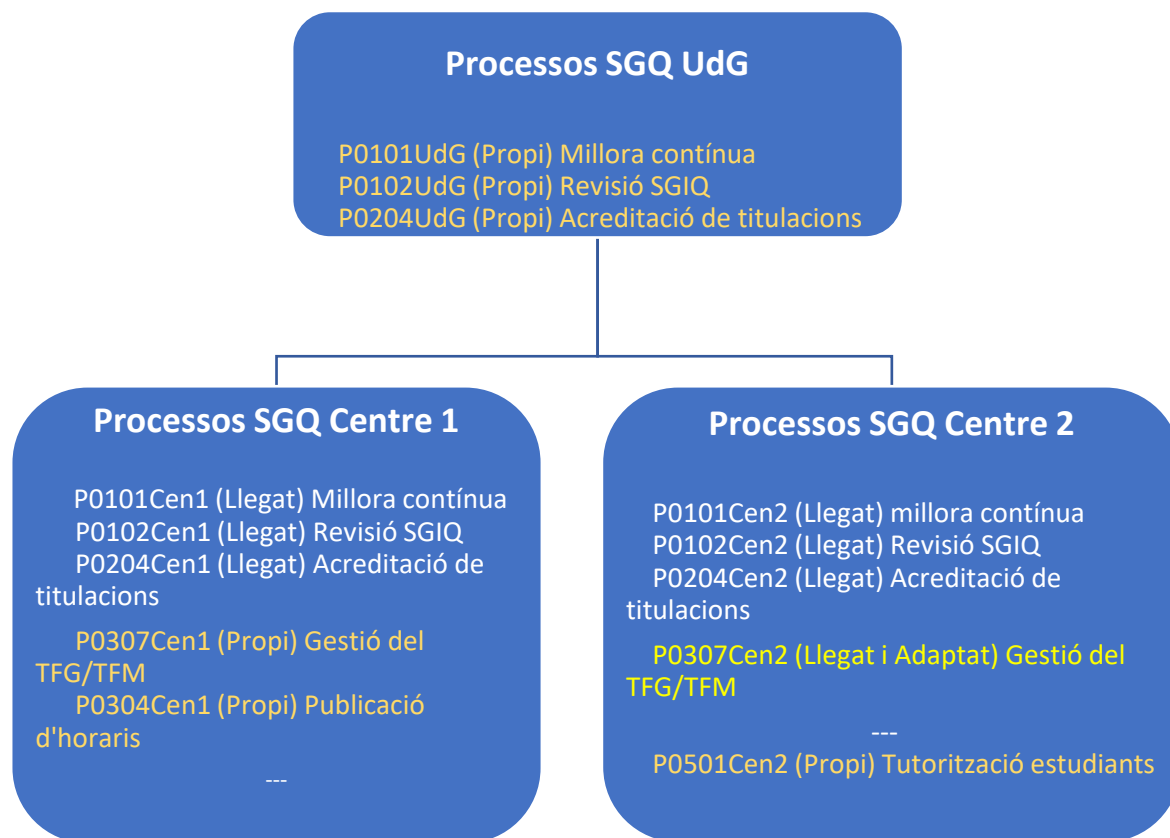 Processos SGQ UdG
P0101UdG (Propi) Millora contínua
P0102UdG (Propi) Revisió SGIQ
P0204UdG (Propi) Acreditació de titulacions
Processos SGQ Centre 1
P0101Cen1 (Llegat) Millora contínua
P0102Cen1 (Llegat) Revisió SGIQ
P0204Cen1 (Llegat) Acreditació de
titulacions
P0307Cen1 (Propi) Gestió del
TFG/TFM
P0304Cen1 (Propi) Publicació
d'horaris
---
Processos SGQ Centre 2
P0101Cen2 (Llegat) millora contínua
P0102Cen2 (Llegat) Revisió SGIQ
P0204Cen2 (Llegat) Acreditació de
titulacions
P0307Cen2 (Llegat i Adaptat) Gestió del
TFG/TFM
---
P0501Cen2 (Propi) Tutorització estudiants